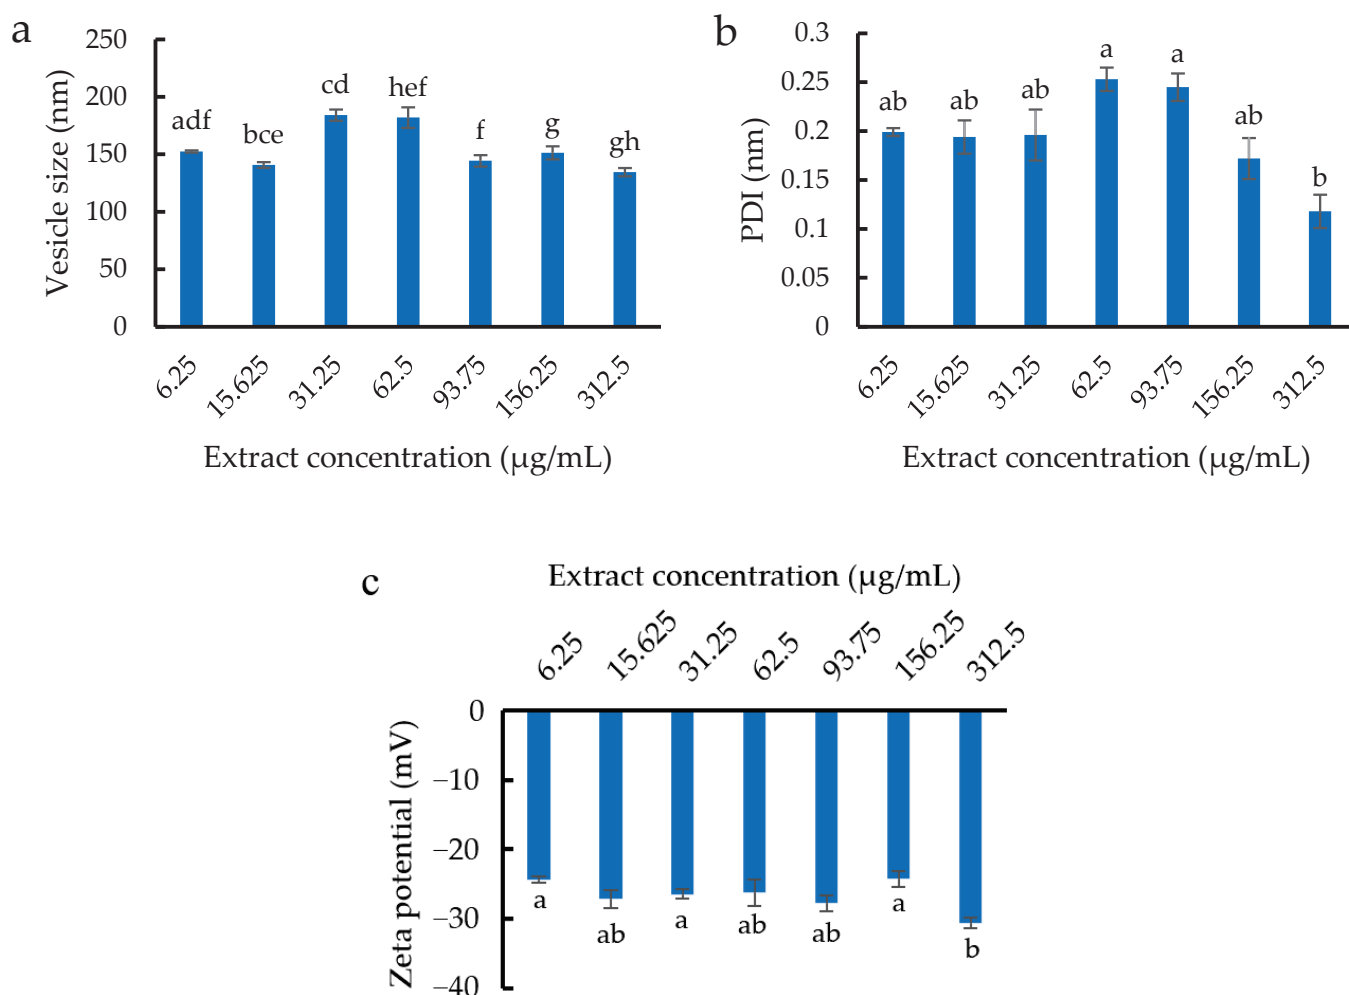 a
Vesicle size (nm)
250
200
150
100
50
0
adf
bce
cd
hef
f
g
gh
6.25
15.625
31.25
62.5
93.75
156.25
312.5
Extract concentration (µg/mL)
b
PDI (nm)
0.3
0.25
0.2
0.15
0.1
0.05
0
ab
ab
ab
a
a
ab
b
6.25
15.625
31.25
62.5
93.75
156.25
312.5
Extract concentration (µg/mL)
c
Extract concentration (µg/mL)
6.25
15.625
31.25
62.5
93.75
156.25
312.5
Zeta potential (mV)
0
−10
−20
−30
−40
a
ab
a
ab
ab
a
b